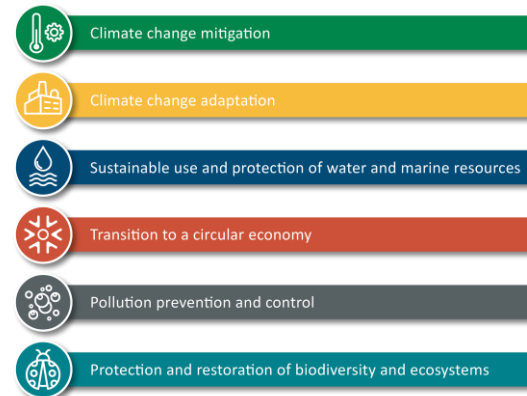 Climate change mitigation
Climate change adaptation
Sustainable use and protection of water and marine resources
Transition to a circular economy
Pollution prevention and control
Protection and restoration of biodiversity and ecosystems